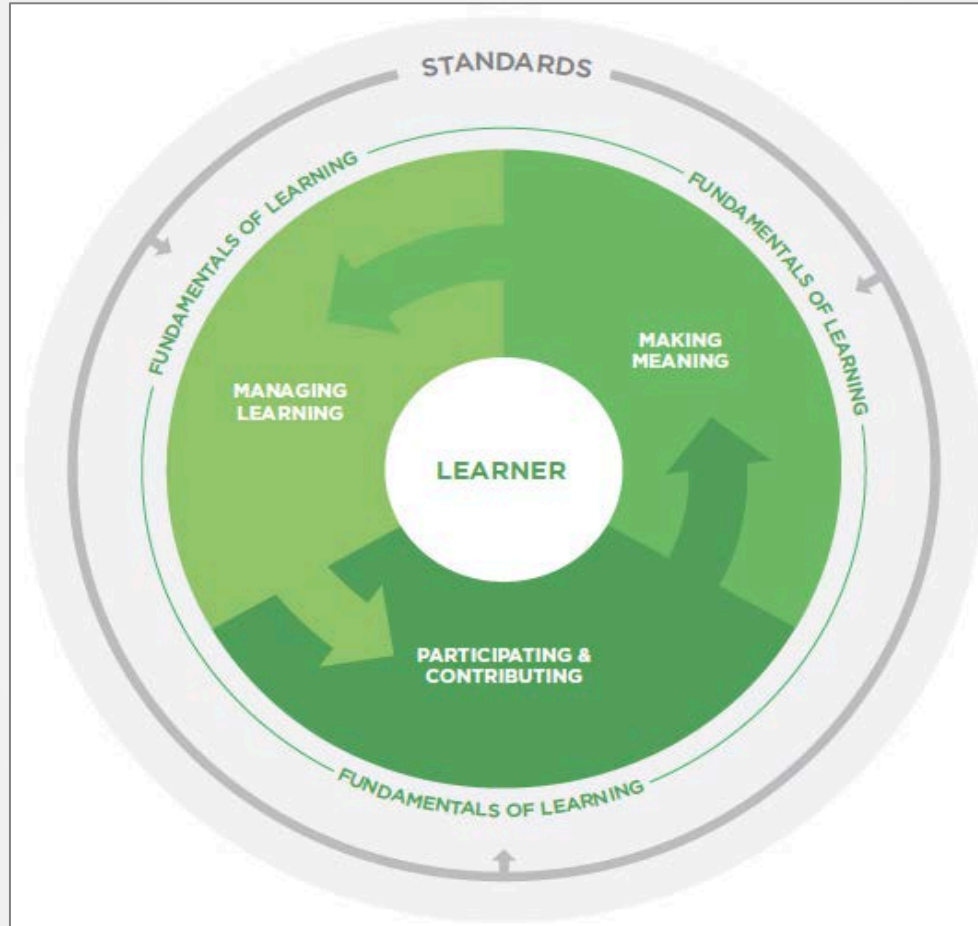 STANDARDS
FUNDAMENTALS OF LEARNING
FUNDAMENTALS OF LEARNING
MAKING
MEANING
MANAGING
LEARNING
LEARNER
PARTICIPATING &
CONTRIBUTING
FUNDAMENTALS OF LEARNING